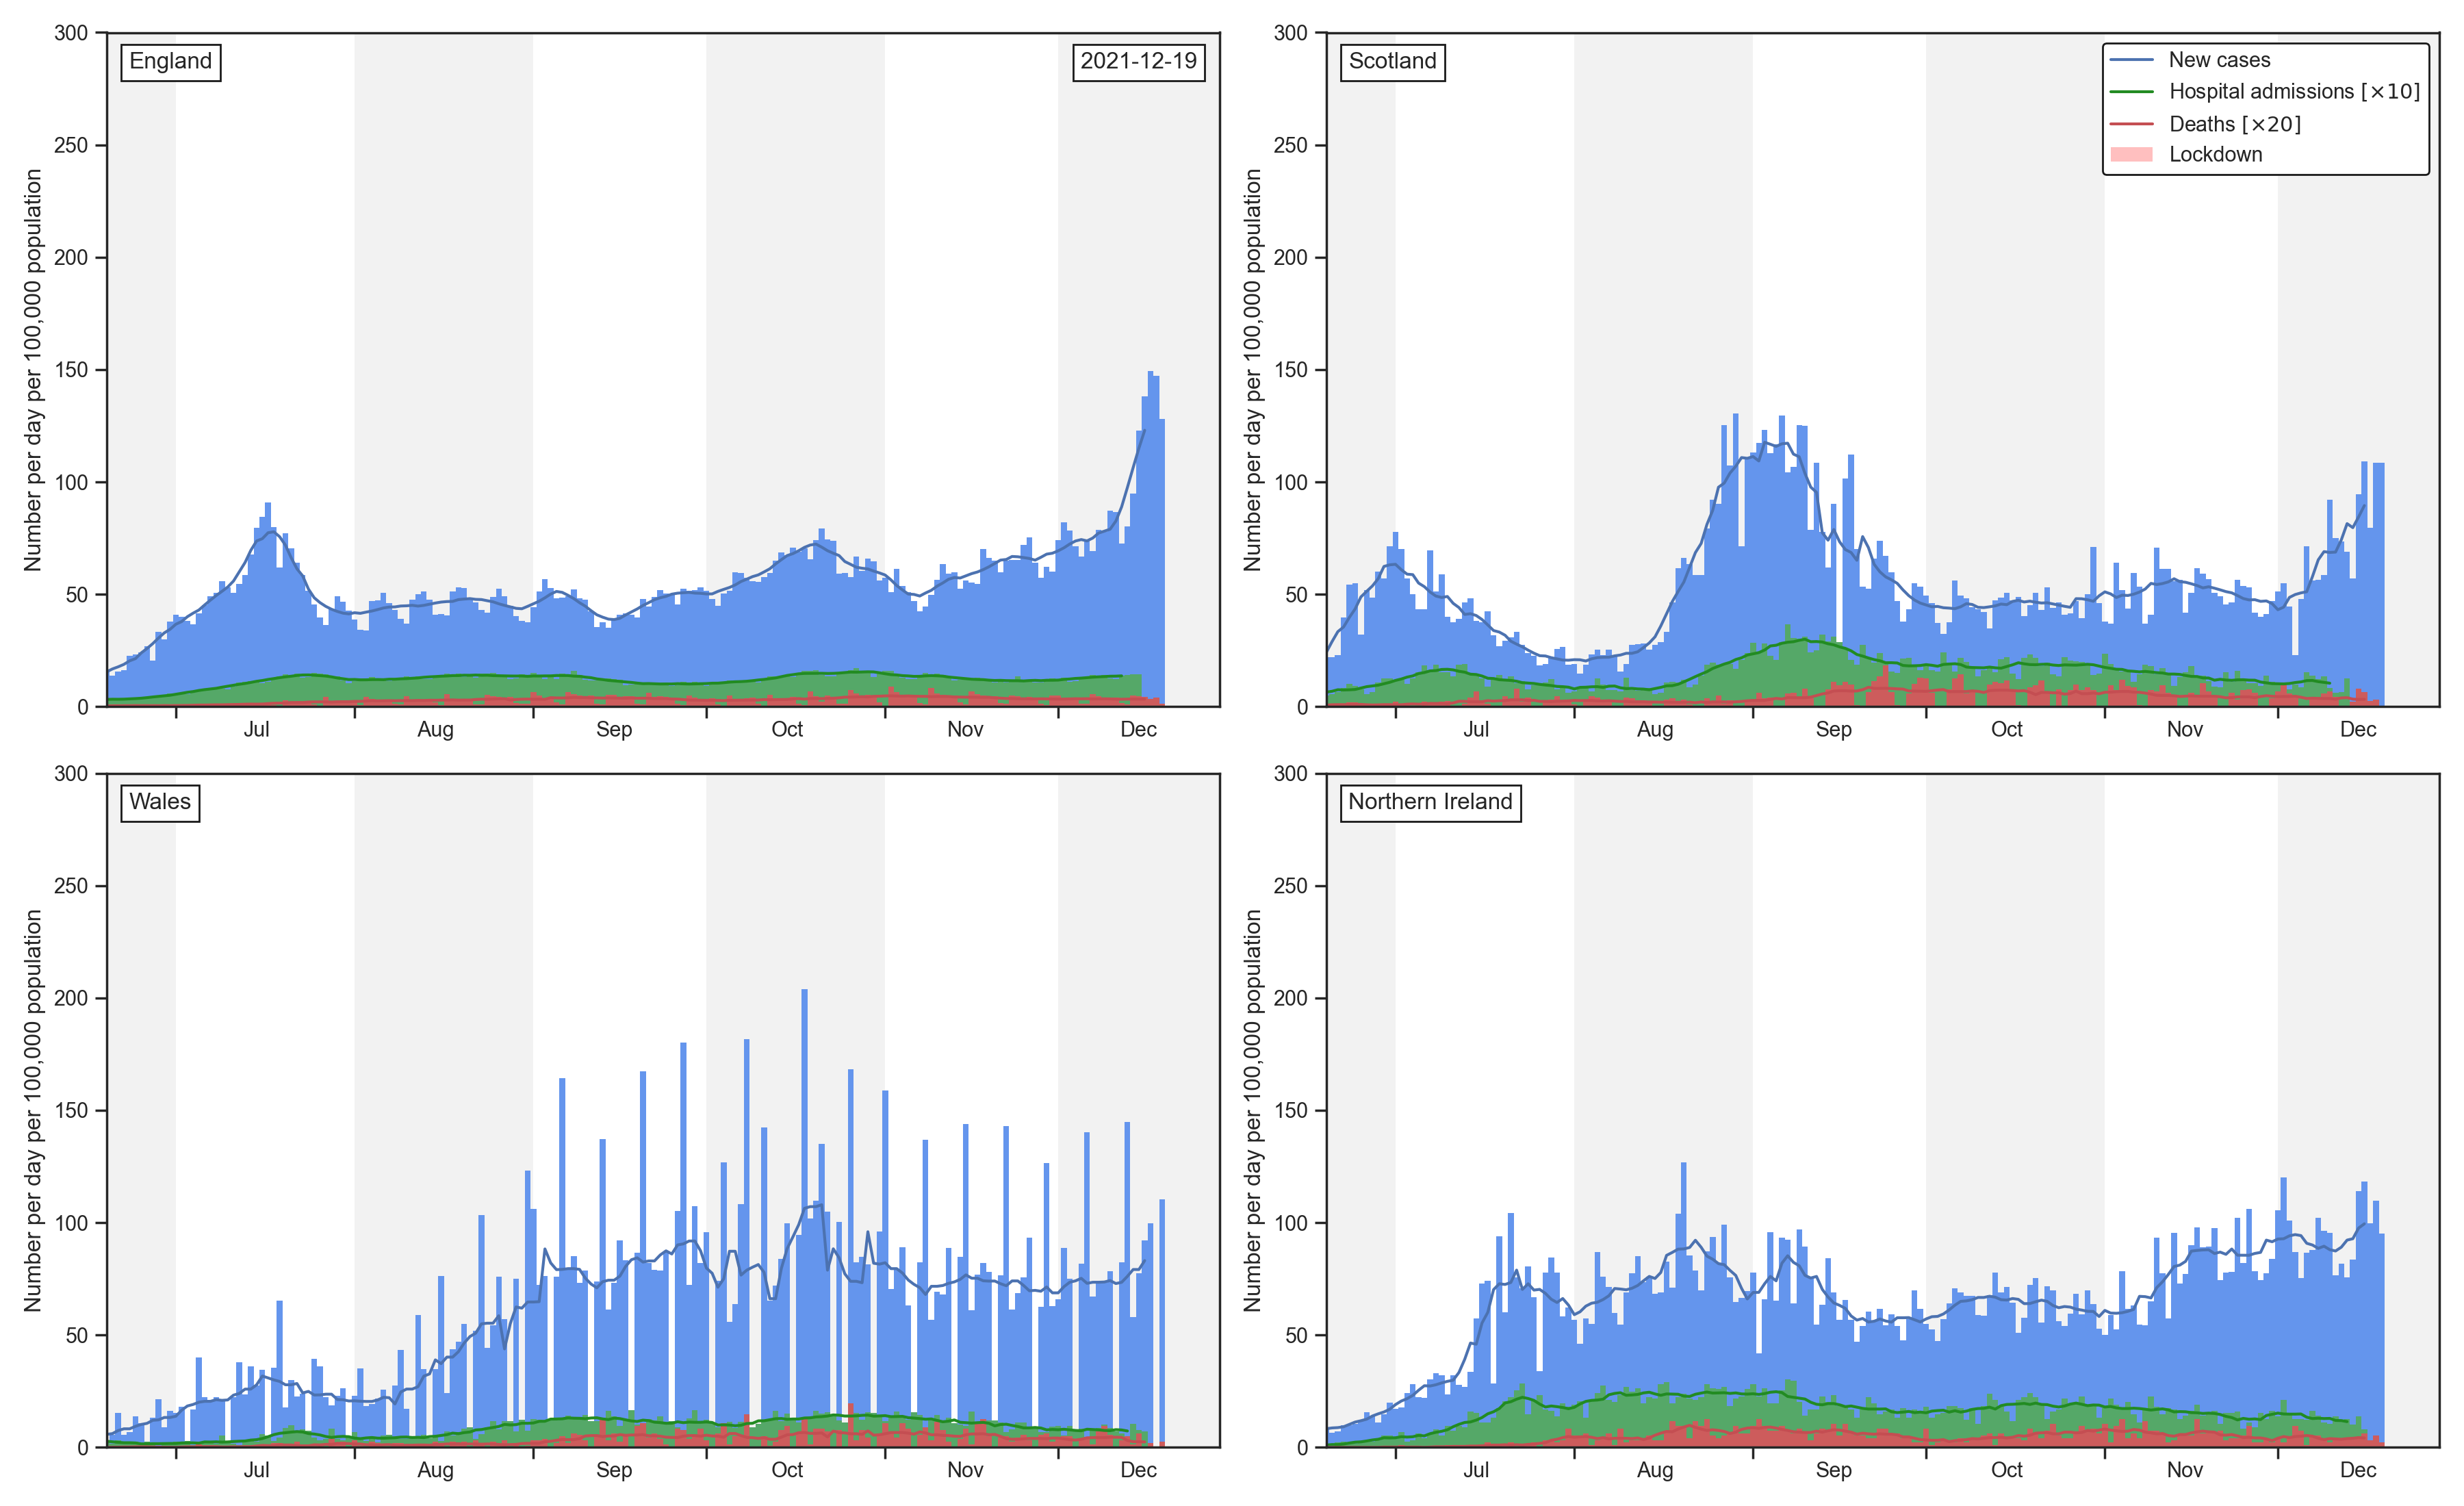 England
2021-12-19
Number per day per 100,000 population
300
250
200
150
100
50
0
Jul
Aug
Sep
Oct
Nov
Dec
Scotland
New cases
Hospital admissions [×10]
Deaths [×20]
Lockdown
Number per day per 100,000 population
300
250
200
150
100
50
0
Jul
Aug
Sep
Oct
Nov
Dec
Wales
Number per day per 100,000 population
300
250
200
150
100
50
0
Jul
Aug
Sep
Oct
Nov
Dec
Northern Ireland
Number per day per 100,000 population
300
250
200
150
100
50
0
Jul
Aug
Sep
Oct
Nov
Dec